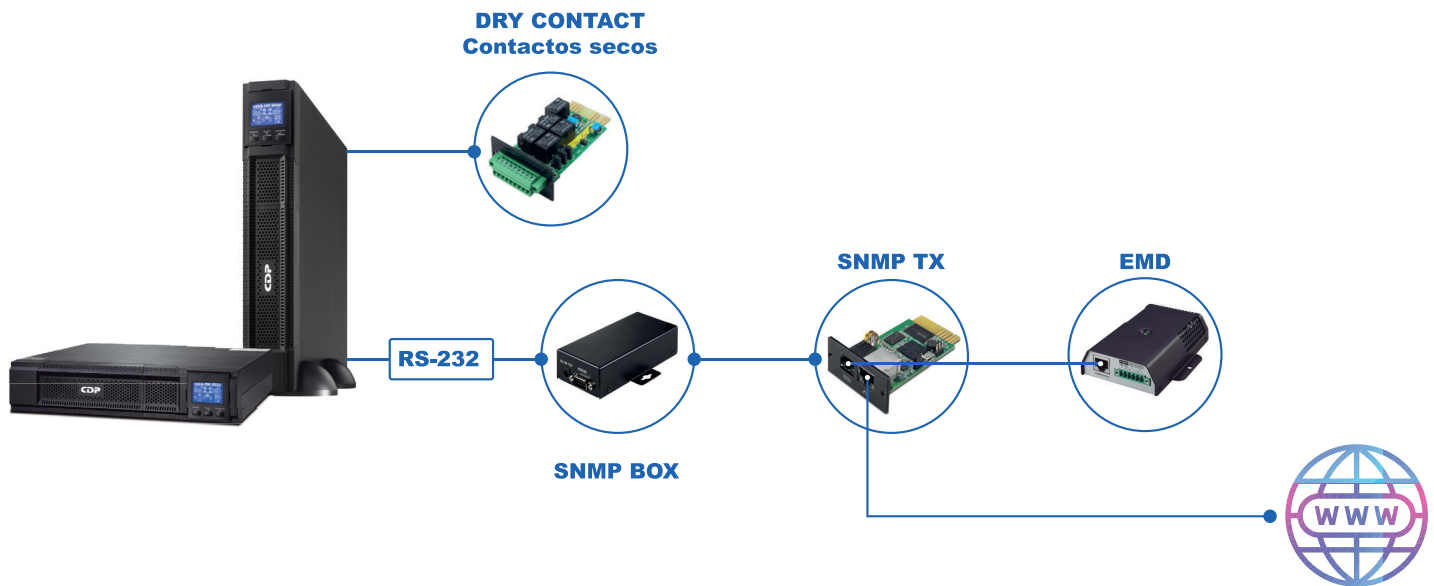 DRY CONTACT
Contactos secos
CDP
CDP
RS-232
SNMP BOX
SNMP TX
EMD
WWW